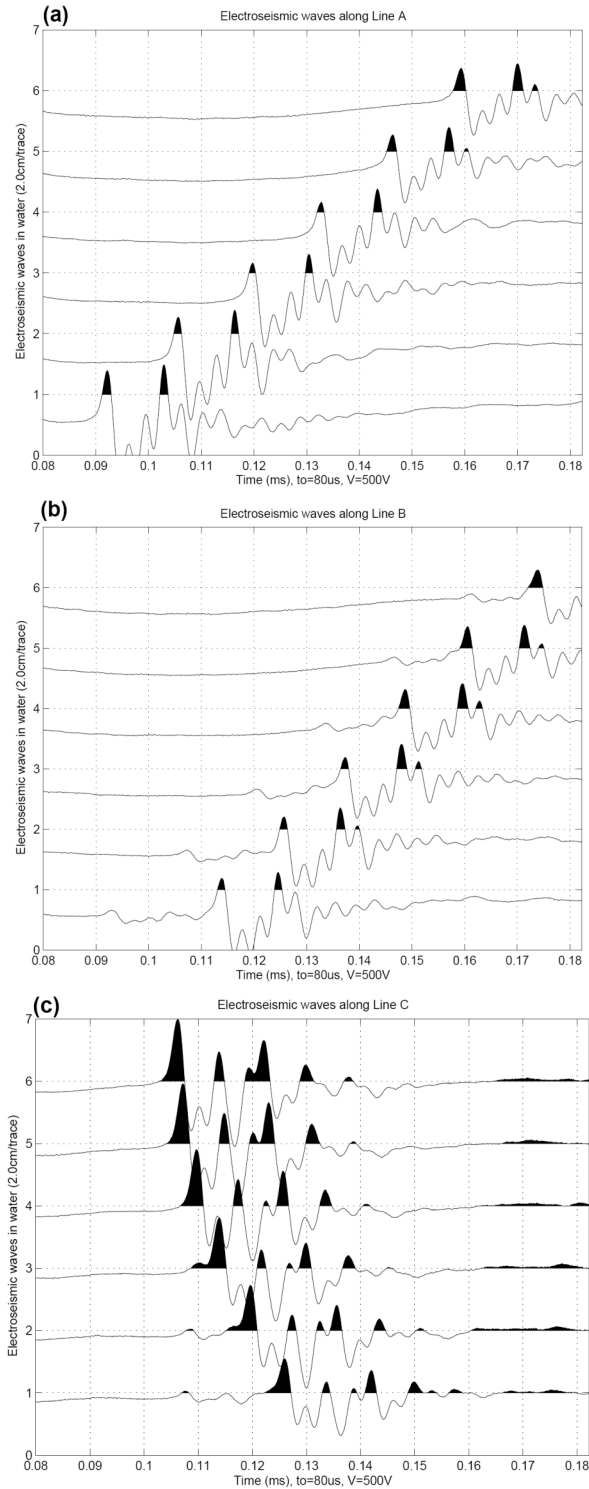 (a)
Electroseismic waves along Line A
Electroseismic waves in water (2.0cm/trace)
7
6
5
4
3
2
1
0
0.08 0.09 0.1 0.11 0.12 0.13 0.14 0.15 0.16 0.17 0.18
Time (ms), to=80us, V=500V
(b)
Electroseismic waves along Line B
Electroseismic waves in water (2.0cm/trace)
7
6
5
4
3
2
1
0
0.08 0.09 0.1 0.11 0.12 0.13 0.14 0.15 0.16 0.17 0.18
Time (ms), to=80us, V=500V
(c)
Electroseismic waves along Line C
Electroseismic waves in water (2.0cm/trace)
7
6
5
4
3
2
1
0
0.08 0.09 0.1 0.11 0.12 0.13 0.14 0.15 0.16 0.17 0.18
Time (ms), to=80us, V=500V